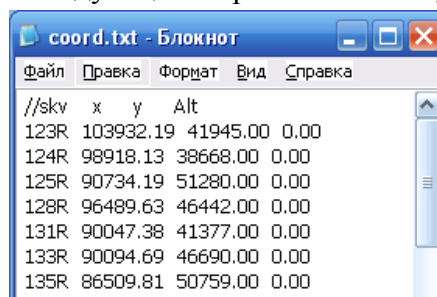 coord.txt - Блокнот
Файл Правка Формат Вид Справка
//skv x y Alt
123R 103932.19 41945.00 0.00
124R 98918.13 38668.00 0.00
125R 90734.19 51280.00 0.00
128R 96489.63 46442.00 0.00
131R 90047.38 41377.00 0.00
133R 90094.69 46690.00 0.00
135R 86509.81 50759.00 0.00